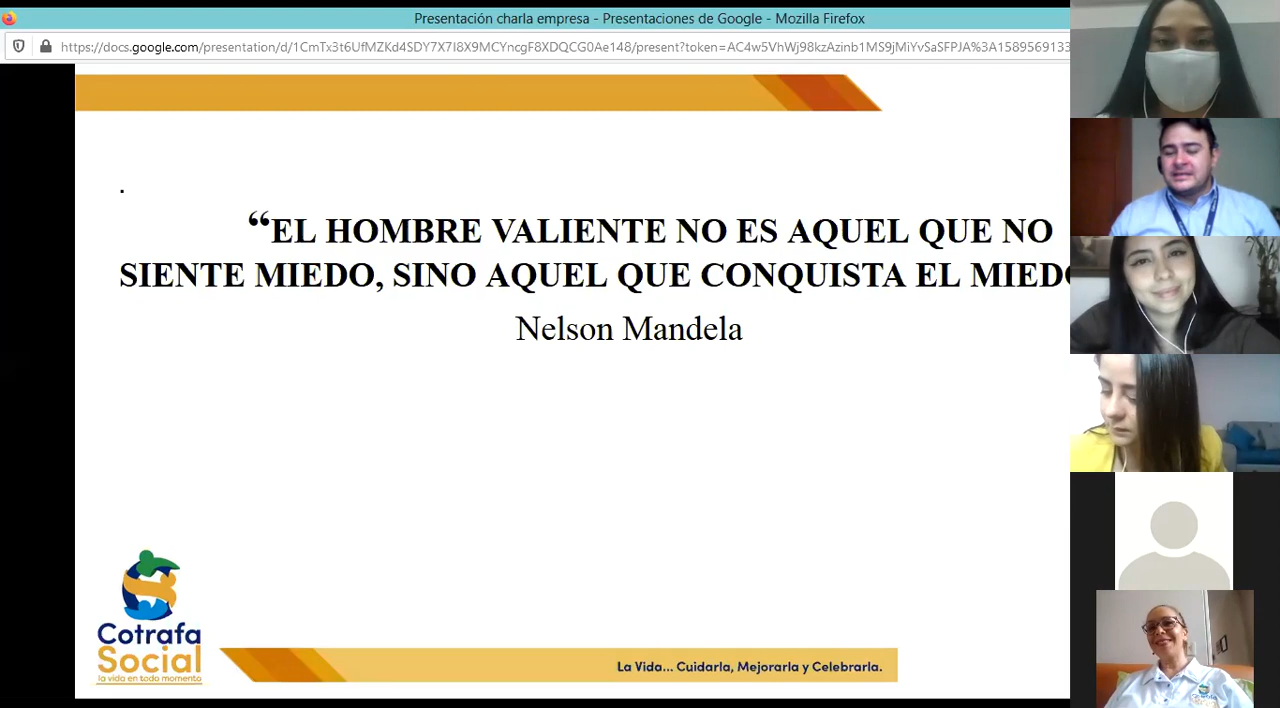 Presentación charla empresa - Presentaciones de Google - Mozilla Firefox
https://docs.google.com/presentation/d/1CmTx3t6UfMZKd4SDY7X7I8X9MCYncgF8XDQCG0Ae148/present?token=AC4w5VhWj98kzAzinb1MS9jMiYvSaSFPJA%3A1589569133
.
“EL HOMBRE VALIENTE NO ES AQUEL QUE NO
SIENTE MIEDO, SINO AQUEL QUE CONQUISTA EL MIEDO
Nelson Mandela
Cotrafa
Social
la vida en todo momento
La Vida... Cuidarla, Mejorarla y Celebrarla.